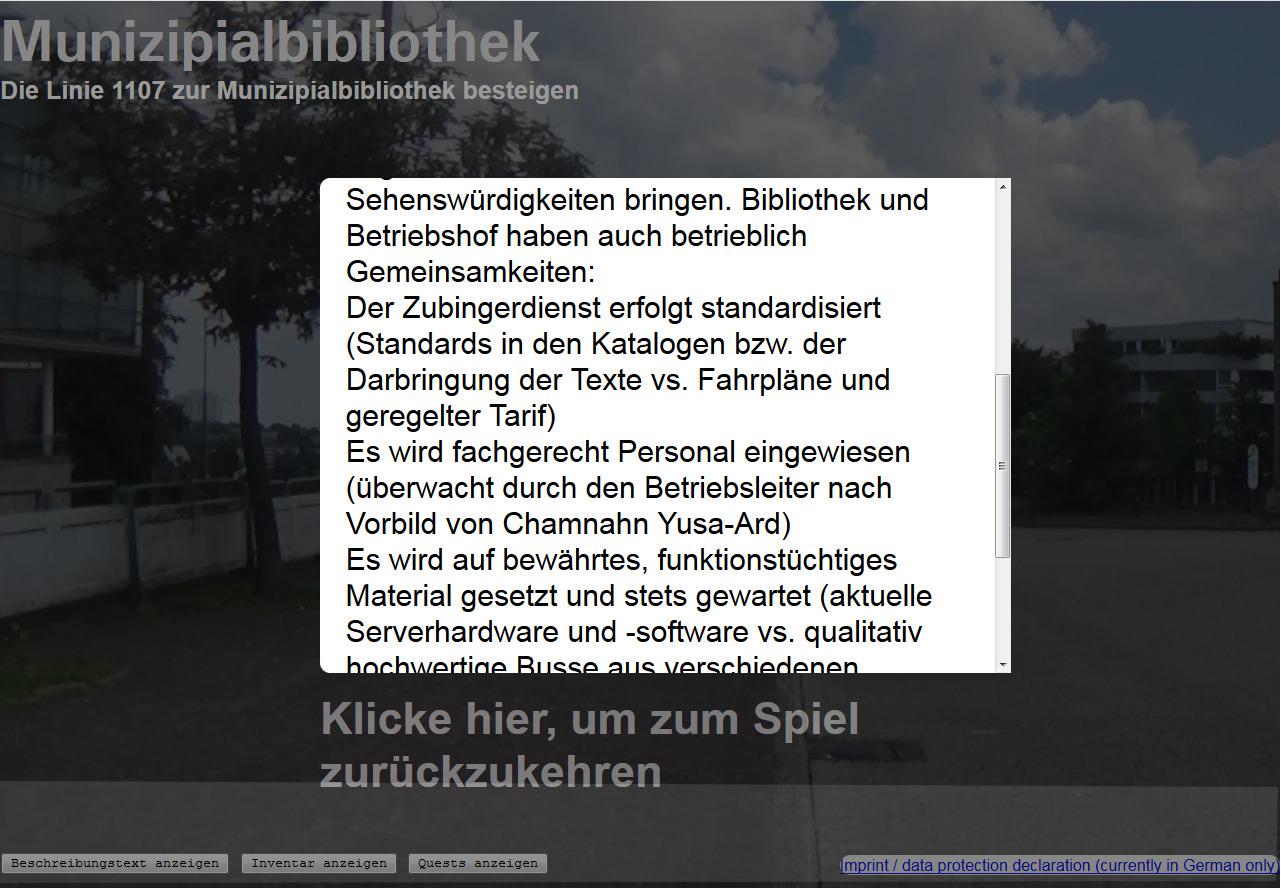 Munizipialbibliothek
Die Linie 1107 zur Munizipialbibliothek besteigen
Sehenswürdigkeiten bringen. Bibliothek und
Betriebshof haben auch betrieblich
Gemeinsamkeiten:
Der Zubingerdienst erfolgt standardisiert
(Standards in den Katalogen bzw. der
Darbringung der Texte vs. Fahrpläne und
geregelter Tarif)
Es wird fachgerecht Personal eingewiesen
(überwacht durch den Betriebsleiter nach
Vorbild von Chamnahn Yusa-Ard)
Es wird auf bewährtes, funktionstüchtiges
Material gesetzt und stets gewartet (aktuelle
Serverhardware und -software vs. qualitativ
hochwertige Busse aus verschiedenen
Klicke hier, um zum Spiel
zurückzukehren
Beschreibungstext anzeigen Inventar anzeigen Quests anzeigen Imprint / data protection declaration (currently in German only)